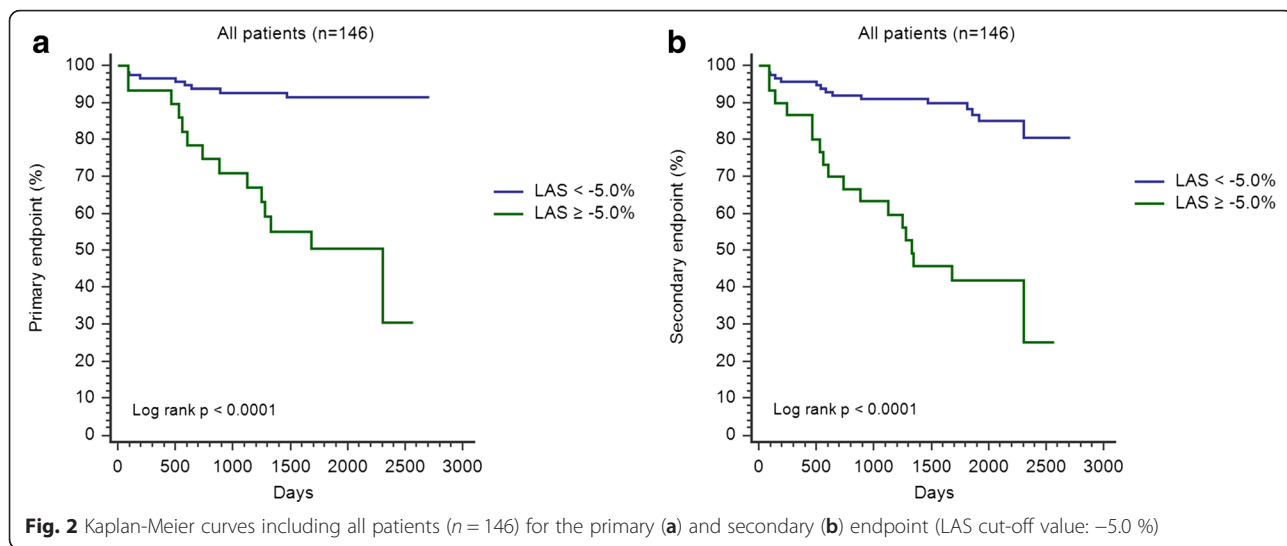 a
All patients (n=146)
Primary endpoint (%)
100
90
80
70
60
50
40
30
20
10
0
LAS < -5.0%
LAS ≥ -5.0%
Log rank p < 0.0001
0 500 1000 1500 2000 2500 3000
Days
b
All patients (n=146)
Secondary endpoint (%)
100
90
80
70
60
50
40
30
20
10
0
LAS < -5.0%
LAS ≥ -5.0%
Log rank p < 0.0001
0 500 1000 1500 2000 2500 3000
Days
Fig. 2 Kaplan-Meier curves including all patients (n = 146) for the primary (a) and secondary (b) endpoint (LAS cut-off value: −5.0 %)